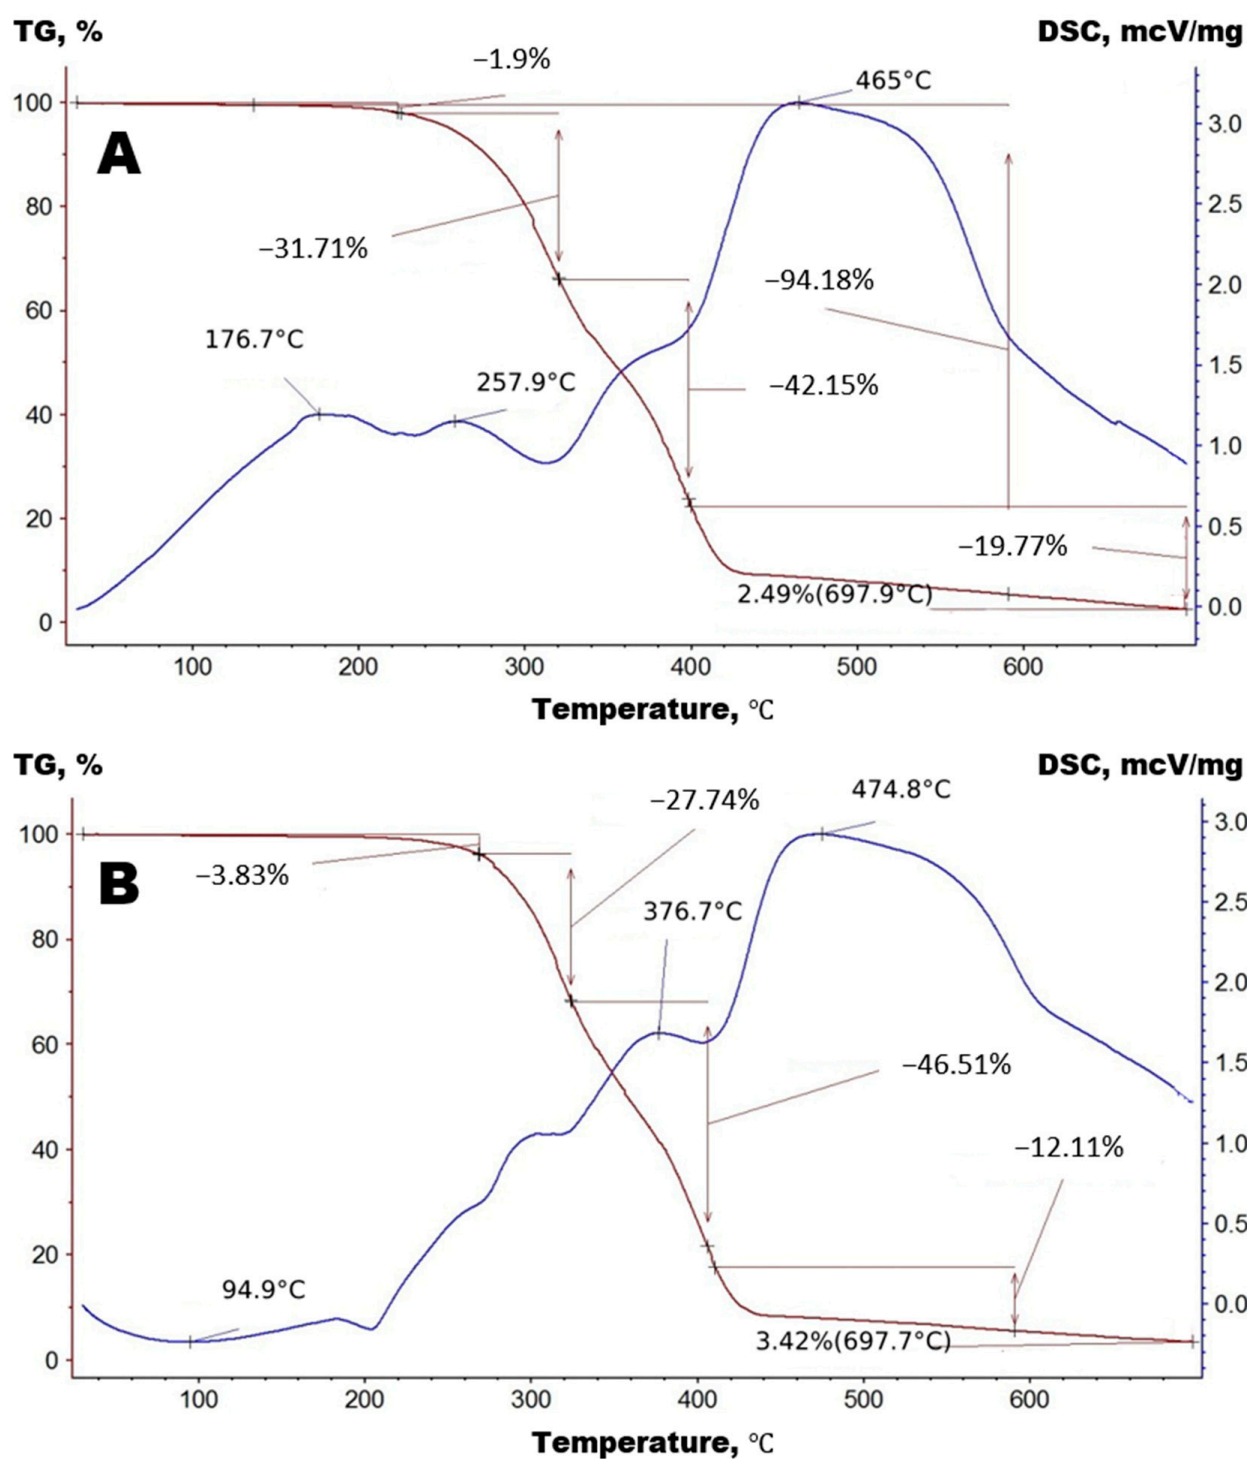 TG, %
DSC, mcV/mg
−1.9%
465°C
100
3.0
A
80
2.5
−31.71%
−94.18%
2.0
60
176.7°C
257.9°C
−42.15%
1.5
40
1.0
20
−19.77%
0.5
2.49%(697.9°C)
0
0.0
100 200 300 400 500 600
Temperature, °C
TG, %
DSC, mcV/mg
−27.74%
474.8°C
100
3.0
−3.83%
B
376.7°C
2.5
80
2.0
60
−46.51%
1.5
40
−12.11%
1.0
20
0.5
94.9°C
0.0
3.42%(697.7°C)
0
100 200 300 400 500 600
Temperature, °C